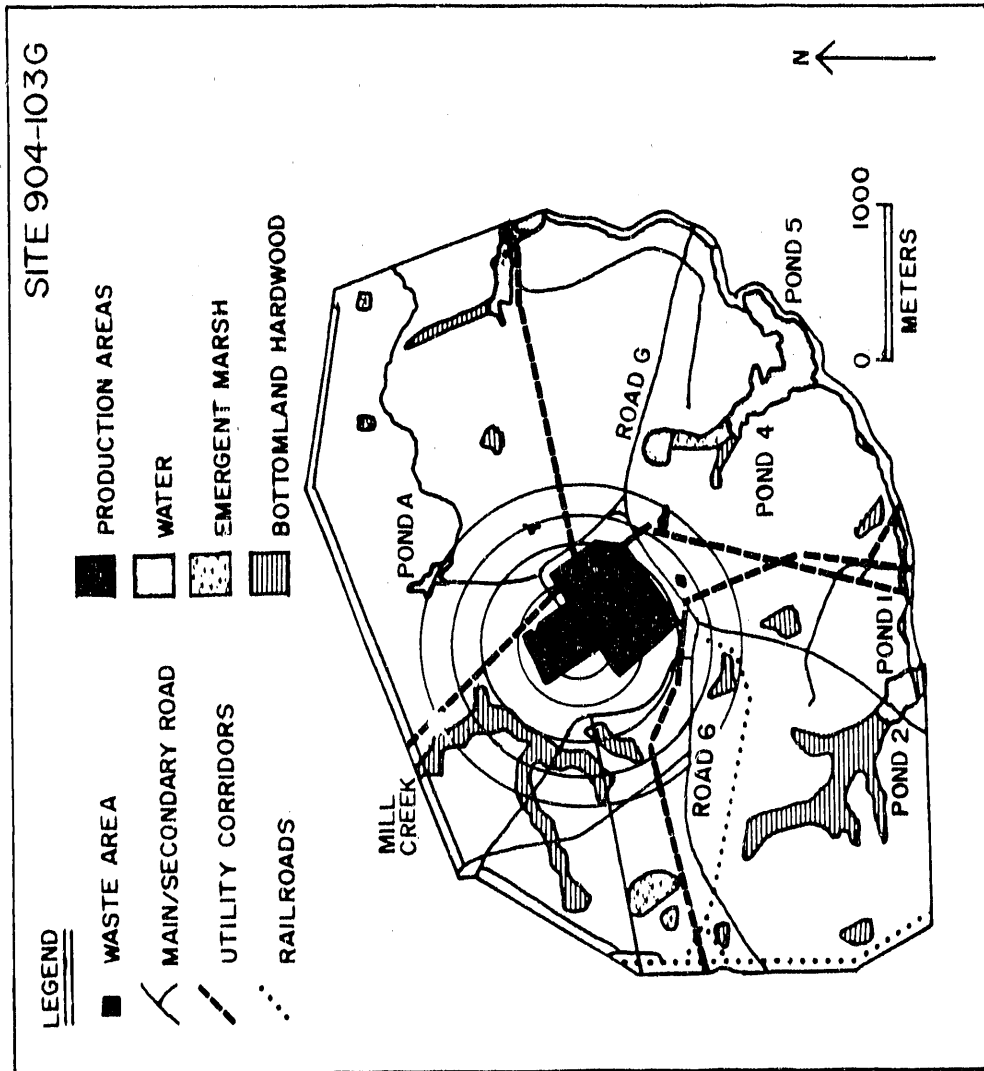 SITE 904-103G
LEGEND
WASTE AREA
MAIN/SECONDARY ROAD
UTILITY CORRIDORS
RAILROADS
PRODUCTION AREAS
WATER
EMERGENT MARSH
BOTTOMLAND HARDWOOD
MILL
CREEK
POND A
ROAD G
ROAD 6
POND 4
POND 5
POND 1
POND 2
N
0 1000
METERS